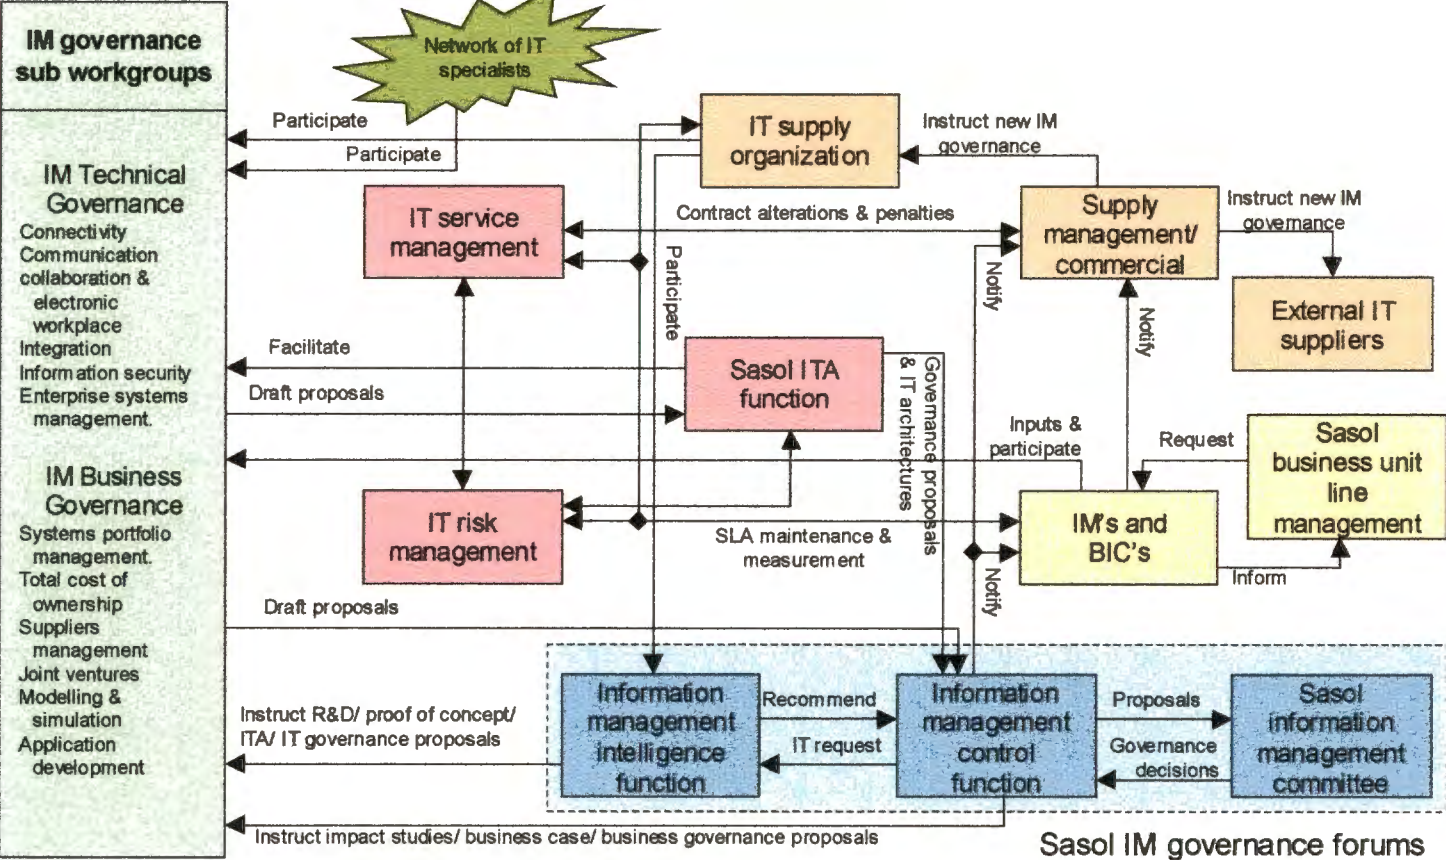 IM governance
sub workgroups
IM Technical
Governance
Connectivity
Communication
collaboration &
electronic
workplace
Integration
Information security
Enterprise systems
management.
IM Business
Governance
Systems portfolio
management.
Total cost of
ownership
Suppliers
management
Joint ventures
Modelling &
simulation
Application
development
Network of IT
specialists
Participate
Participate
IT supply
organization
Instruct new IM
governance
IT service
management
Contract alterations & penalties
Supply
management/
commercial
Instruct new IM
governance
External IT
suppliers
Participate
Notify
Notify
Facilitate
Draft proposals
Sasol ITA
function
Governance proposals
& IT architectures
Inputs &
participate
Request
Sasol
business unit
line
management
IT risk
management
SLA maintenance &
measurement
IM's and
BIC's
Inform
Notify
Draft proposals
Instruct R&D/ proof of concept/
ITA/ IT governance proposals
Information
management
intelligence
function
Recommend
IT request
Information
management
control
function
Proposals
Governance
decisions
Sasol
information
management
committee
Instruct impact studies/ business case/ business governance proposals
Sasol IM governance forums